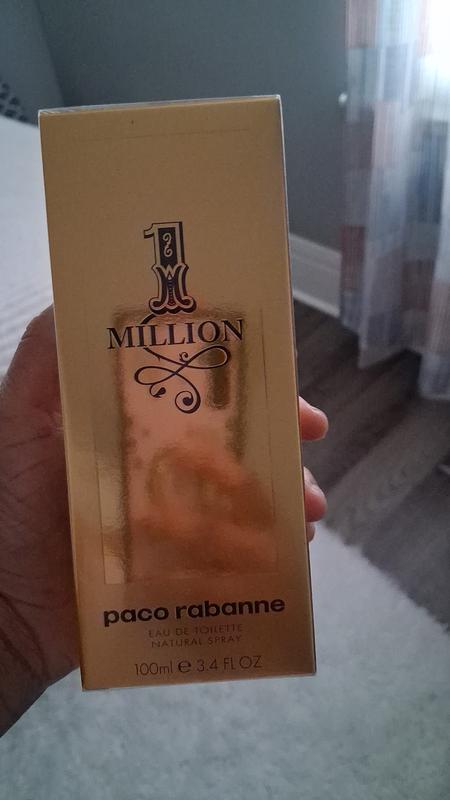 1
MILLION
paco rabanne
EAU DE TOILETTE
NATURAL SPRAY
100ml ℮ 3.4 FL OZ